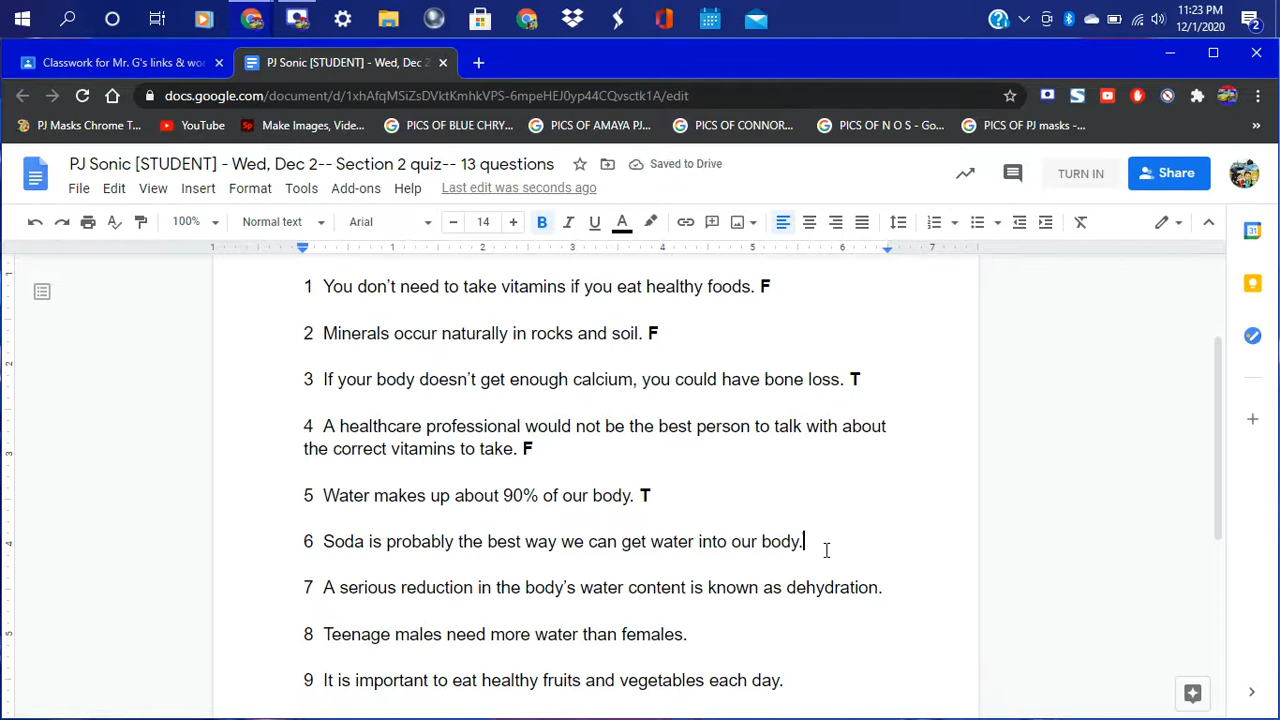 11:23 PM
12/1/2020
2
Classwork for Mr. G's links & wo
PJ Sonic [STUDENT] - Wed, Dec 2
docs.google.com/document/d/1xhAfqMSiZsDVktKmhkVPS-6mpeHEJ0yp44CQvsctk1A/edit
PJ Masks Chrome T... YouTube Make Images, Vide... PICS OF BLUE CHRY... PICS OF AMAYA PJ... PICS OF CONNOR... PICS OF N O S - Go... PICS OF PJ masks -...
PJ Sonic [STUDENT] - Wed, Dec 2-- Section 2 quiz-- 13 questions Saved to Drive
File Edit View Insert Format Tools Add-ons Help Last edit was seconds ago
TURN IN Share
100% Normal text Arial 14 B I U A
1 1 2 3 4 5 6 7
1 You don't need to take vitamins if you eat healthy foods. F
2 Minerals occur naturally in rocks and soil. F
3 If your body doesn't get enough calcium, you could have bone loss. T
4 A healthcare professional would not be the best person to talk with about
the correct vitamins to take. F
5 Water makes up about 90% of our body. T
6 Soda is probably the best way we can get water into our body.
7 A serious reduction in the body's water content is known as dehydration.
8 Teenage males need more water than females.
9 It is important to eat healthy fruits and vegetables each day.